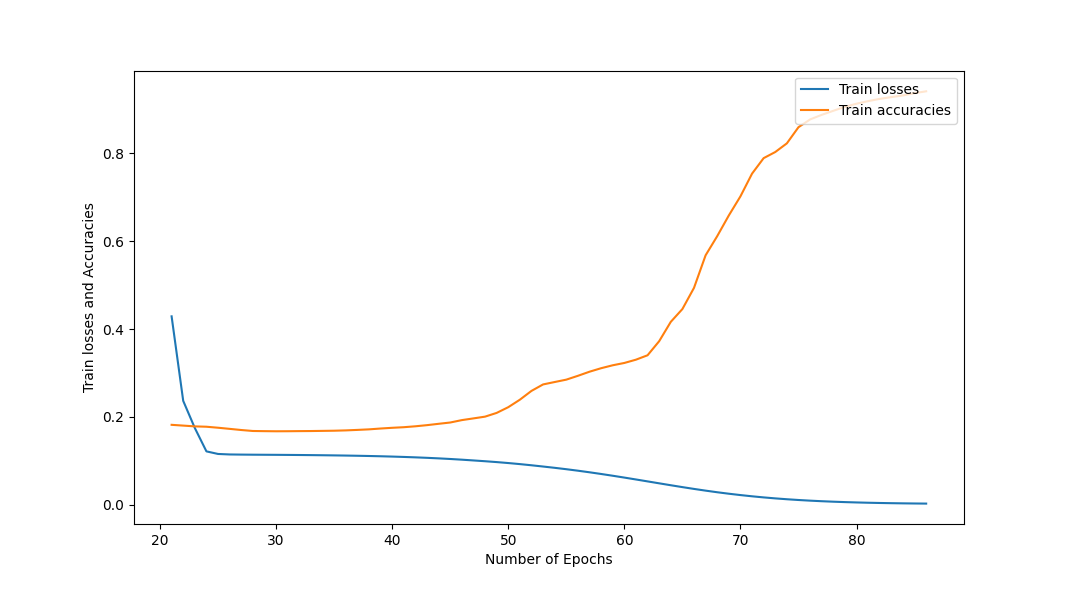 Train losses
Train accuracies
0.8
0.6
0.4
0.2
0.0
Train losses and Accuracies
20 30 40 50 60 70 80
Number of Epochs